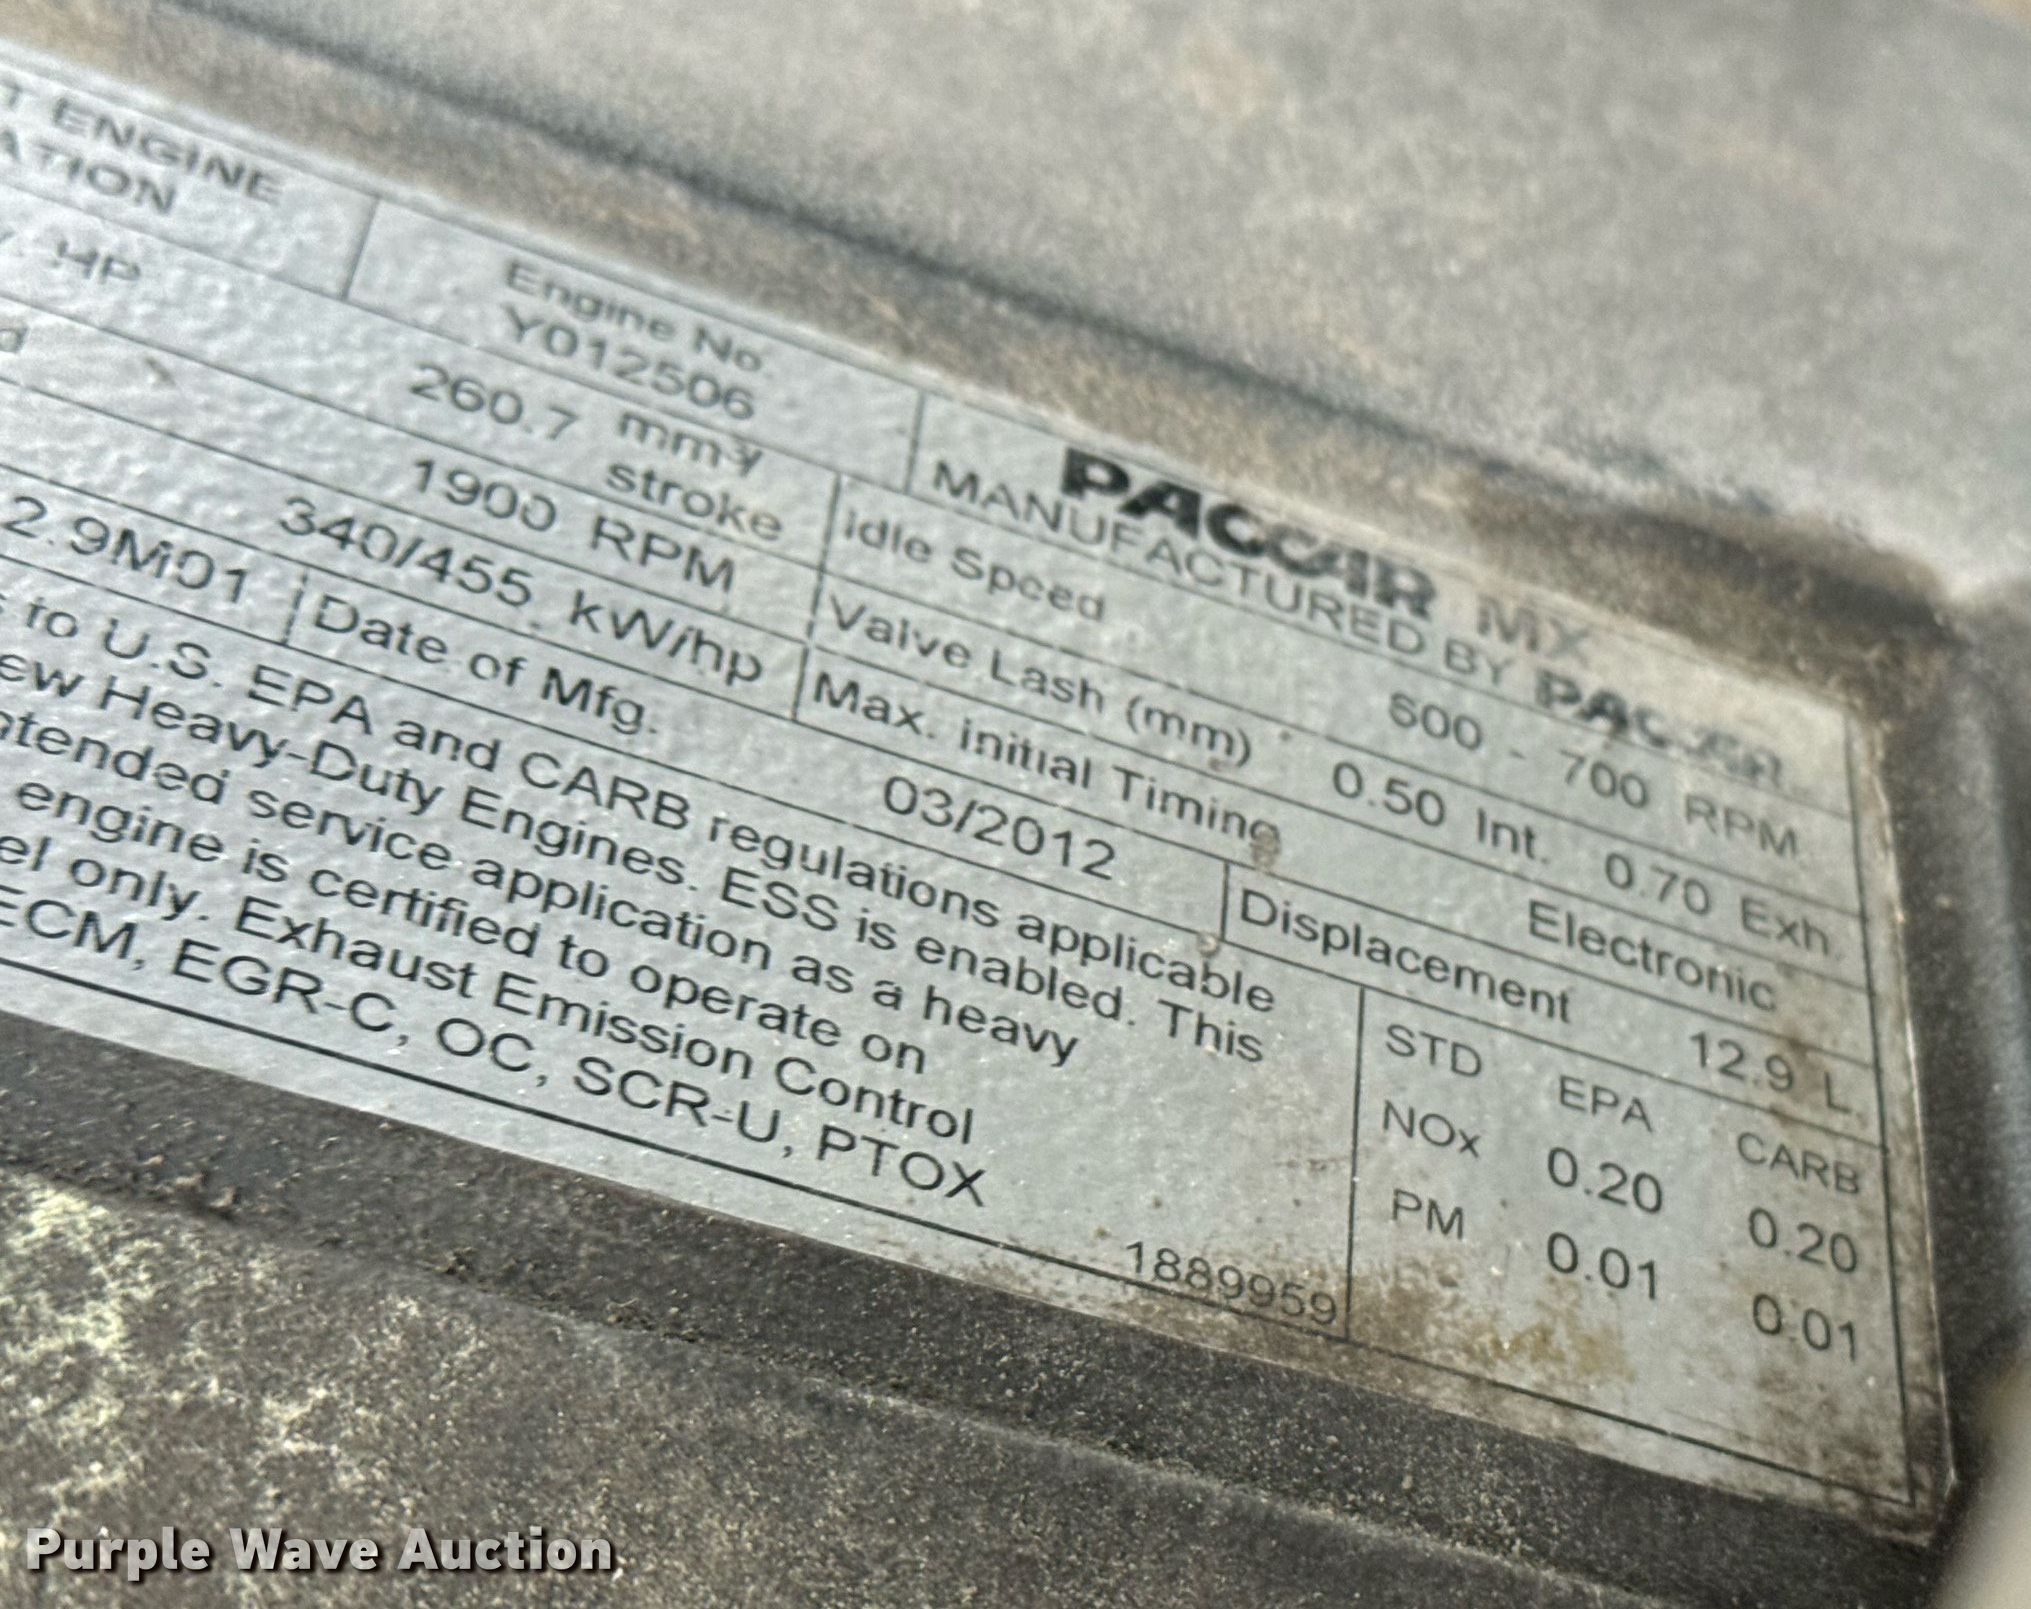 T ENGINE
ATION
Engine No.
Y012506
PACCAR MX
MANUFACTURED BY PACCAR
HP
260.7 mm³/
stroke
Idle Speed 600 - 700 RPM
1900 RPM
Valve Lash (mm) 0.50 Int. 0.70 Exh.
340/455 kW/hp
Max. initial Timing Electronic
2.9M01
Date of Mfg. 03/2012
Displacement 12.9 L
to U.S. EPA and CARB regulations applicable
ew Heavy-Duty Engines. ESS is enabled. This
tended service application as a heavy
engine is certified to operate on
el only. Exhaust Emission Control
ECM, EGR-C, OC, SCR-U, PTOX
1889959
STD EPA CARB
NOx 0.20 0.20
PM 0.01 0.01
Purple Wave Auction